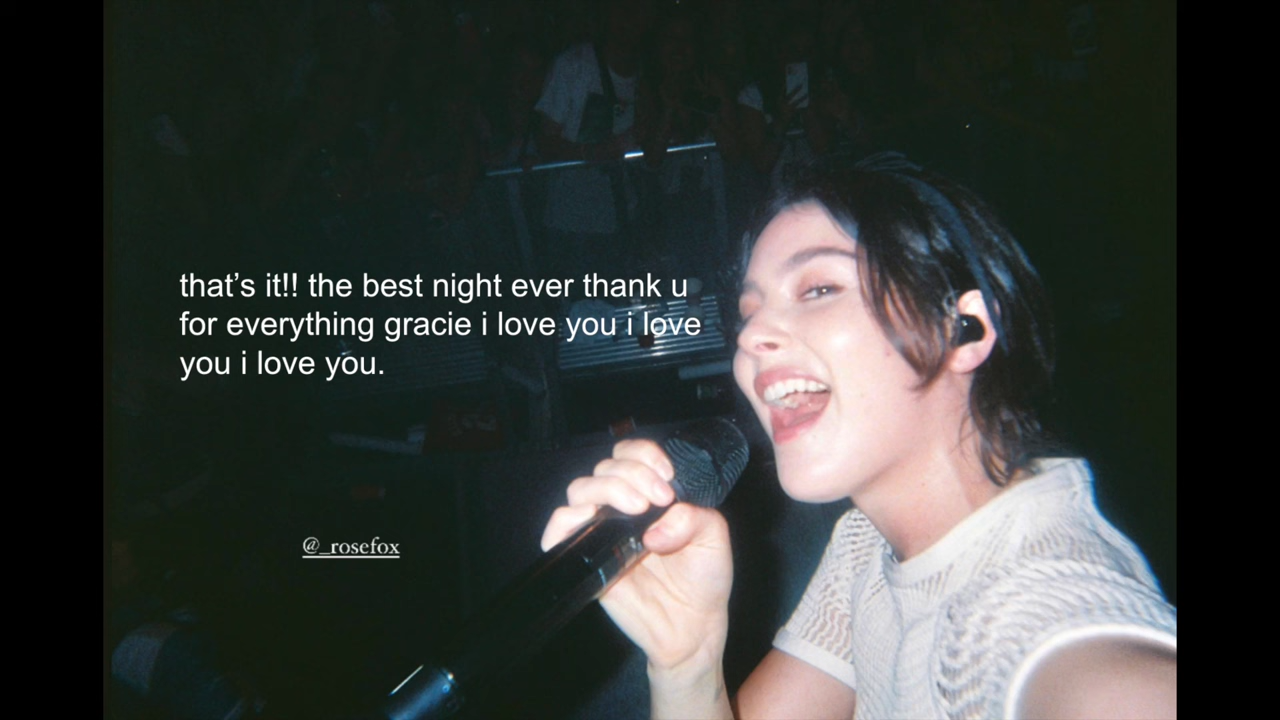 that’s it!! the best night ever thank u
for everything gracie i love you i love
you i love you.
@_rosefox